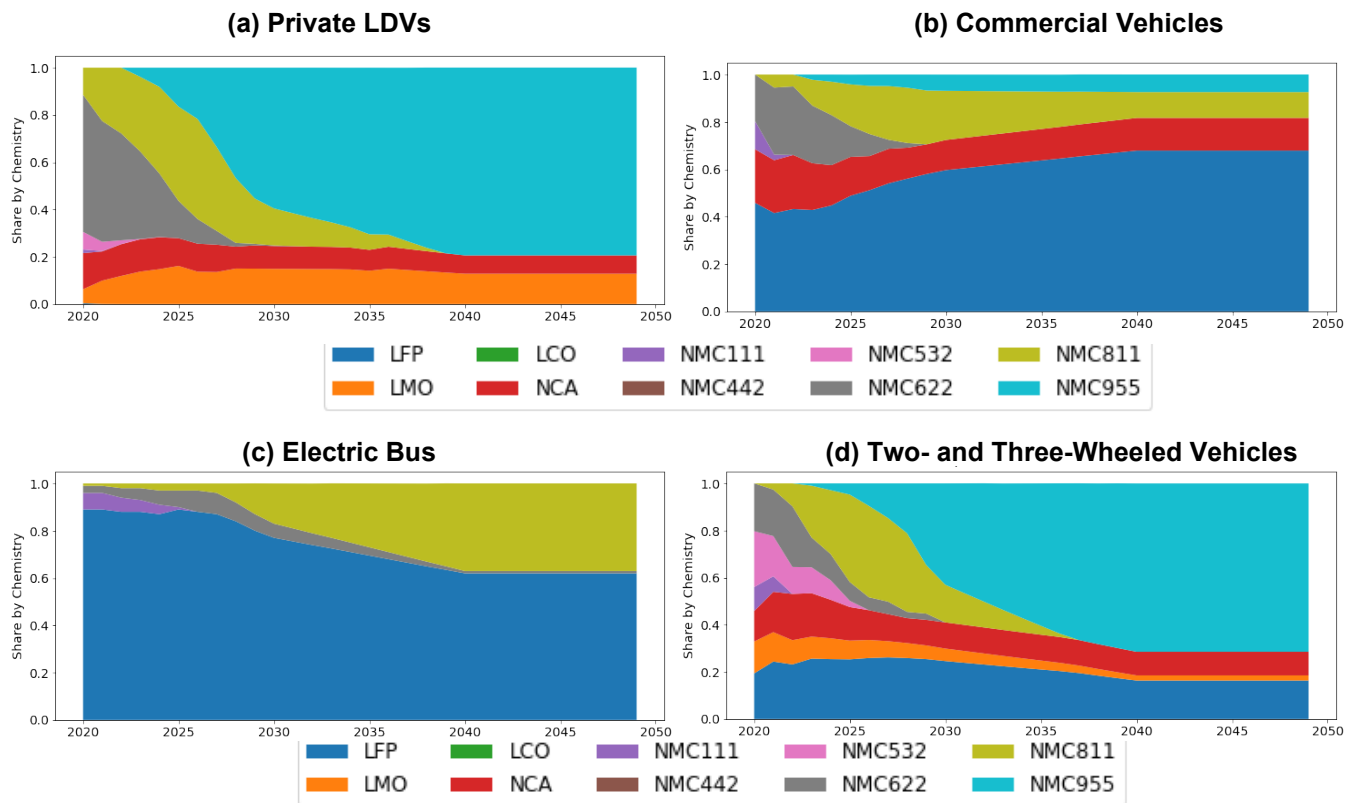 (a) Private LDVs
(b) Commercial Vehicles
Share by Chemistry
1.0
0.8
0.6
0.4
0.2
0.0
2020 2025 2030 2035 2040 2045 2050
Share by Chemistry
1.0
0.8
0.6
0.4
0.2
0.0
2020 2025 2030 2035 2040 2045 2050
LFP LCO NMC111 NMC532 NMC811
LMO NCA NMC442 NMC622 NMC955
(c) Electric Bus
(d) Two- and Three-Wheeled Vehicles
Share by Chemistry
1.0
0.8
0.6
0.4
0.2
0.0
2020 2025 2030 2035 2040 2045 2050
Share by Chemistry
1.0
0.8
0.6
0.4
0.2
0.0
2020 2025 2030 2035 2040 2045 2050
LFP LCO NMC111 NMC532 NMC811
LMO NCA NMC442 NMC622 NMC955